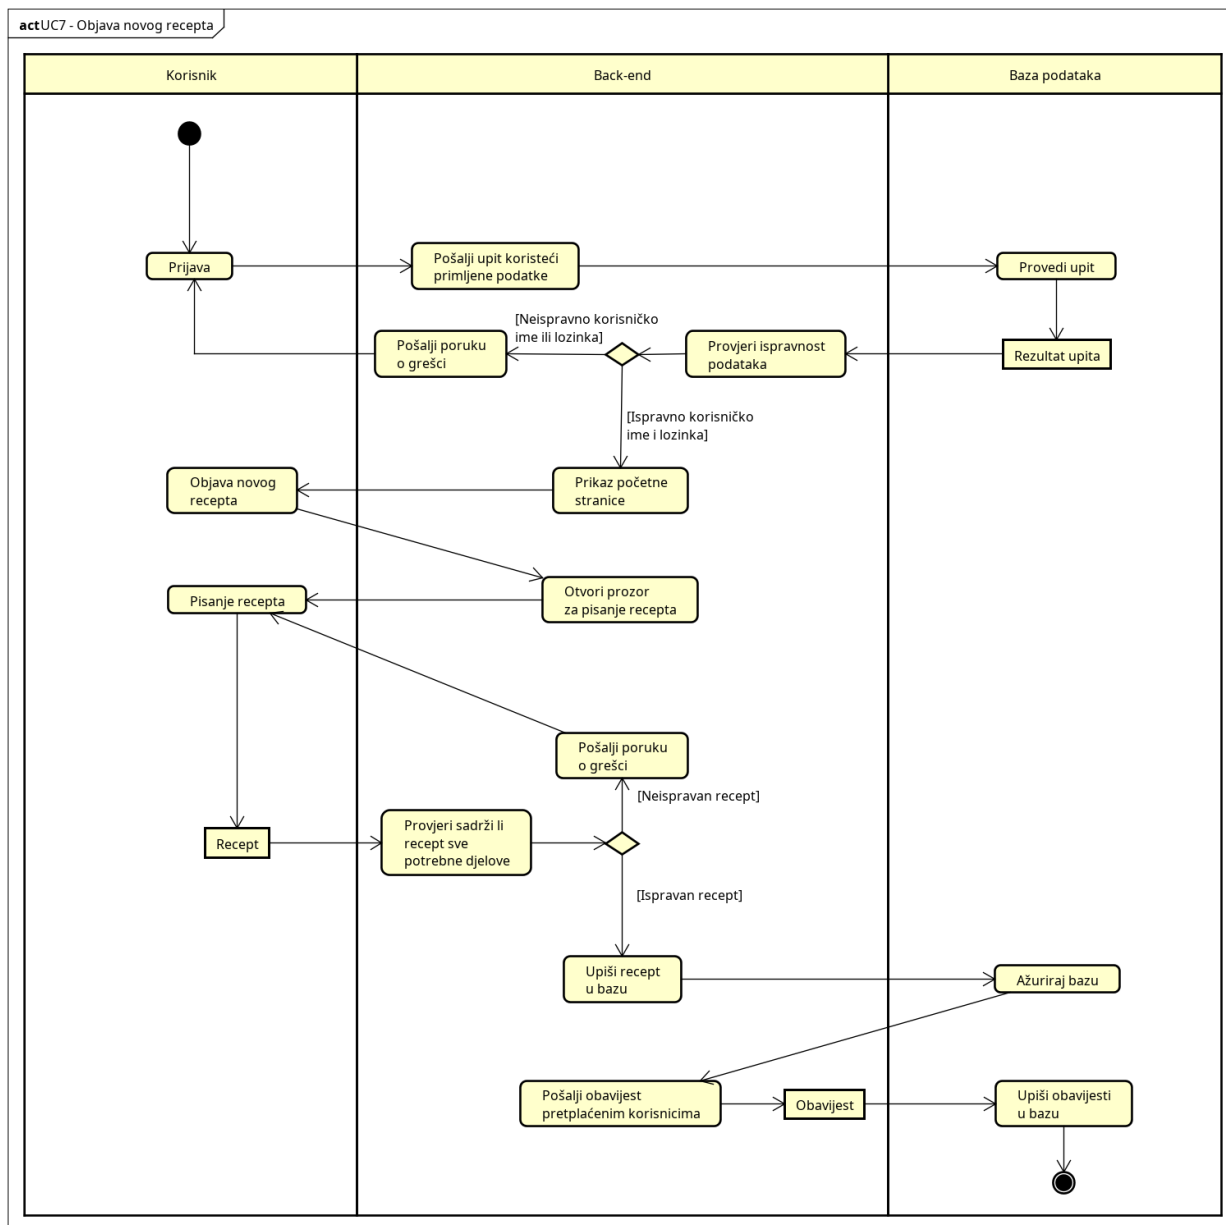 actUC7 - Objava novog recepta
Korisnik
Back-end
Baza podataka
Prijava
Pošalji upit koristeći
primljene podatke
Provedi upit
[Neispravno korisničko
ime ili lozinka]
Pošalji poruku
o grešci
Provjeri ispravnost
podataka
Rezultat upita
[Ispravno korisničko
ime i lozinka]
Objava novog
recepta
Prikaz početne
stranice
Pisanje recepta
Otvori prozor
za pisanje recepta
Pošalji poruku
o grešci
[Neispravan recept]
Recept
Provjeri sadrži li
recept sve
potrebne djelove
[Ispravan recept]
Upiši recept
u bazu
Ažuriraj bazu
Pošalji obavijest
pretplaćenim korisnicima
Obavijest
Upiši obavijesti
u bazu